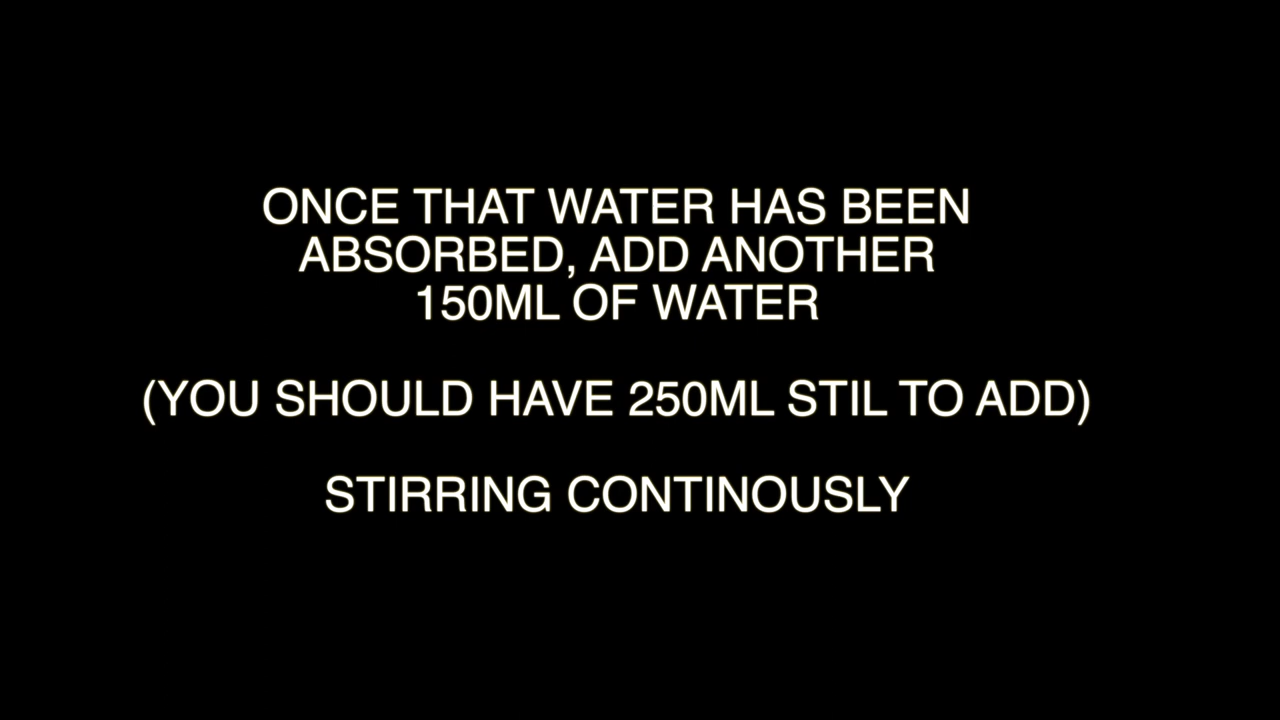 ONCE THAT WATER HAS BEEN
ABSORBED, ADD ANOTHER
150ML OF WATER
(YOU SHOULD HAVE 250ML STIL TO ADD)
STIRRING CONTINOUSLY